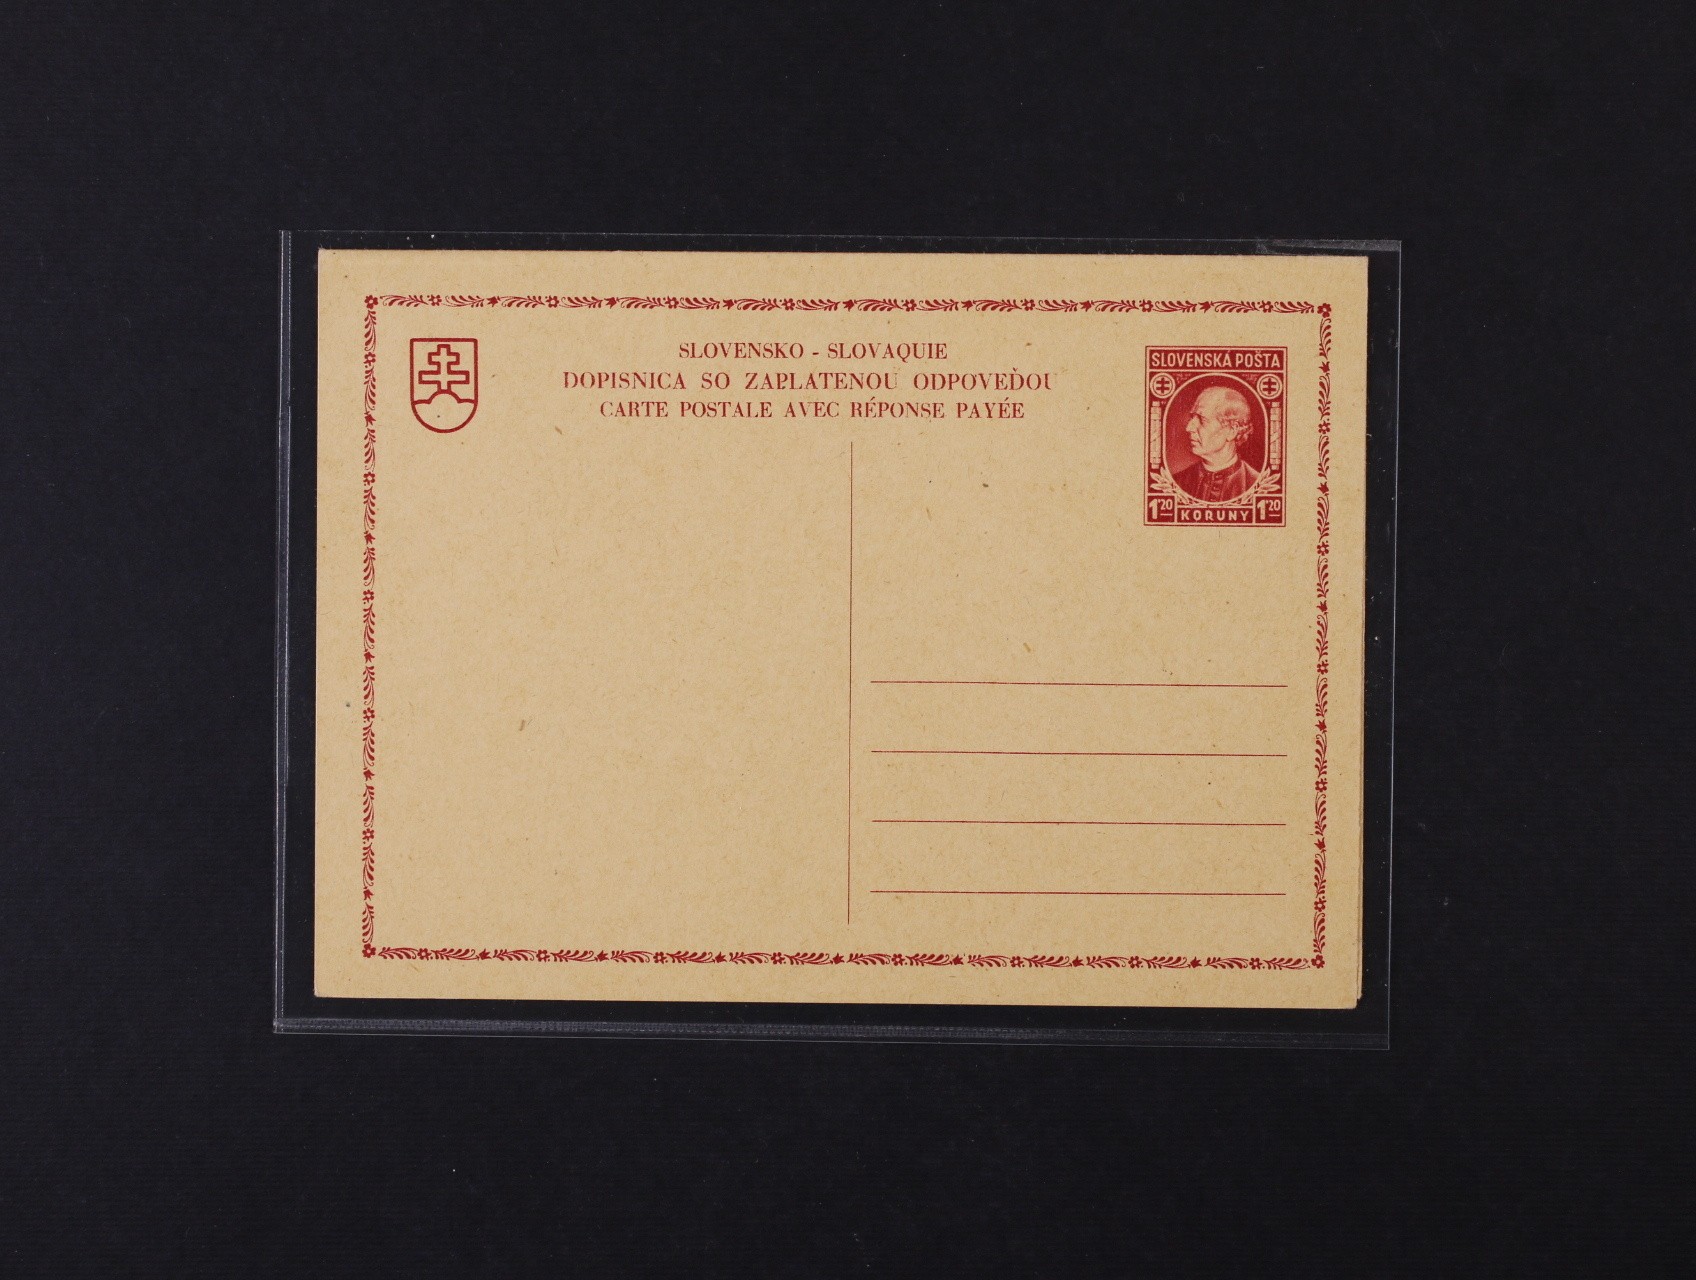 SLOVENSKO - SLOVAQUIE
DOPISNICA SO ZAPLATENOU ODPOVEĎOU
CARTE POSTALE AVEC RÉPONSE PAYÉE
SLOVENSKÁ POŠTA
1'20 KORUNY 1'20